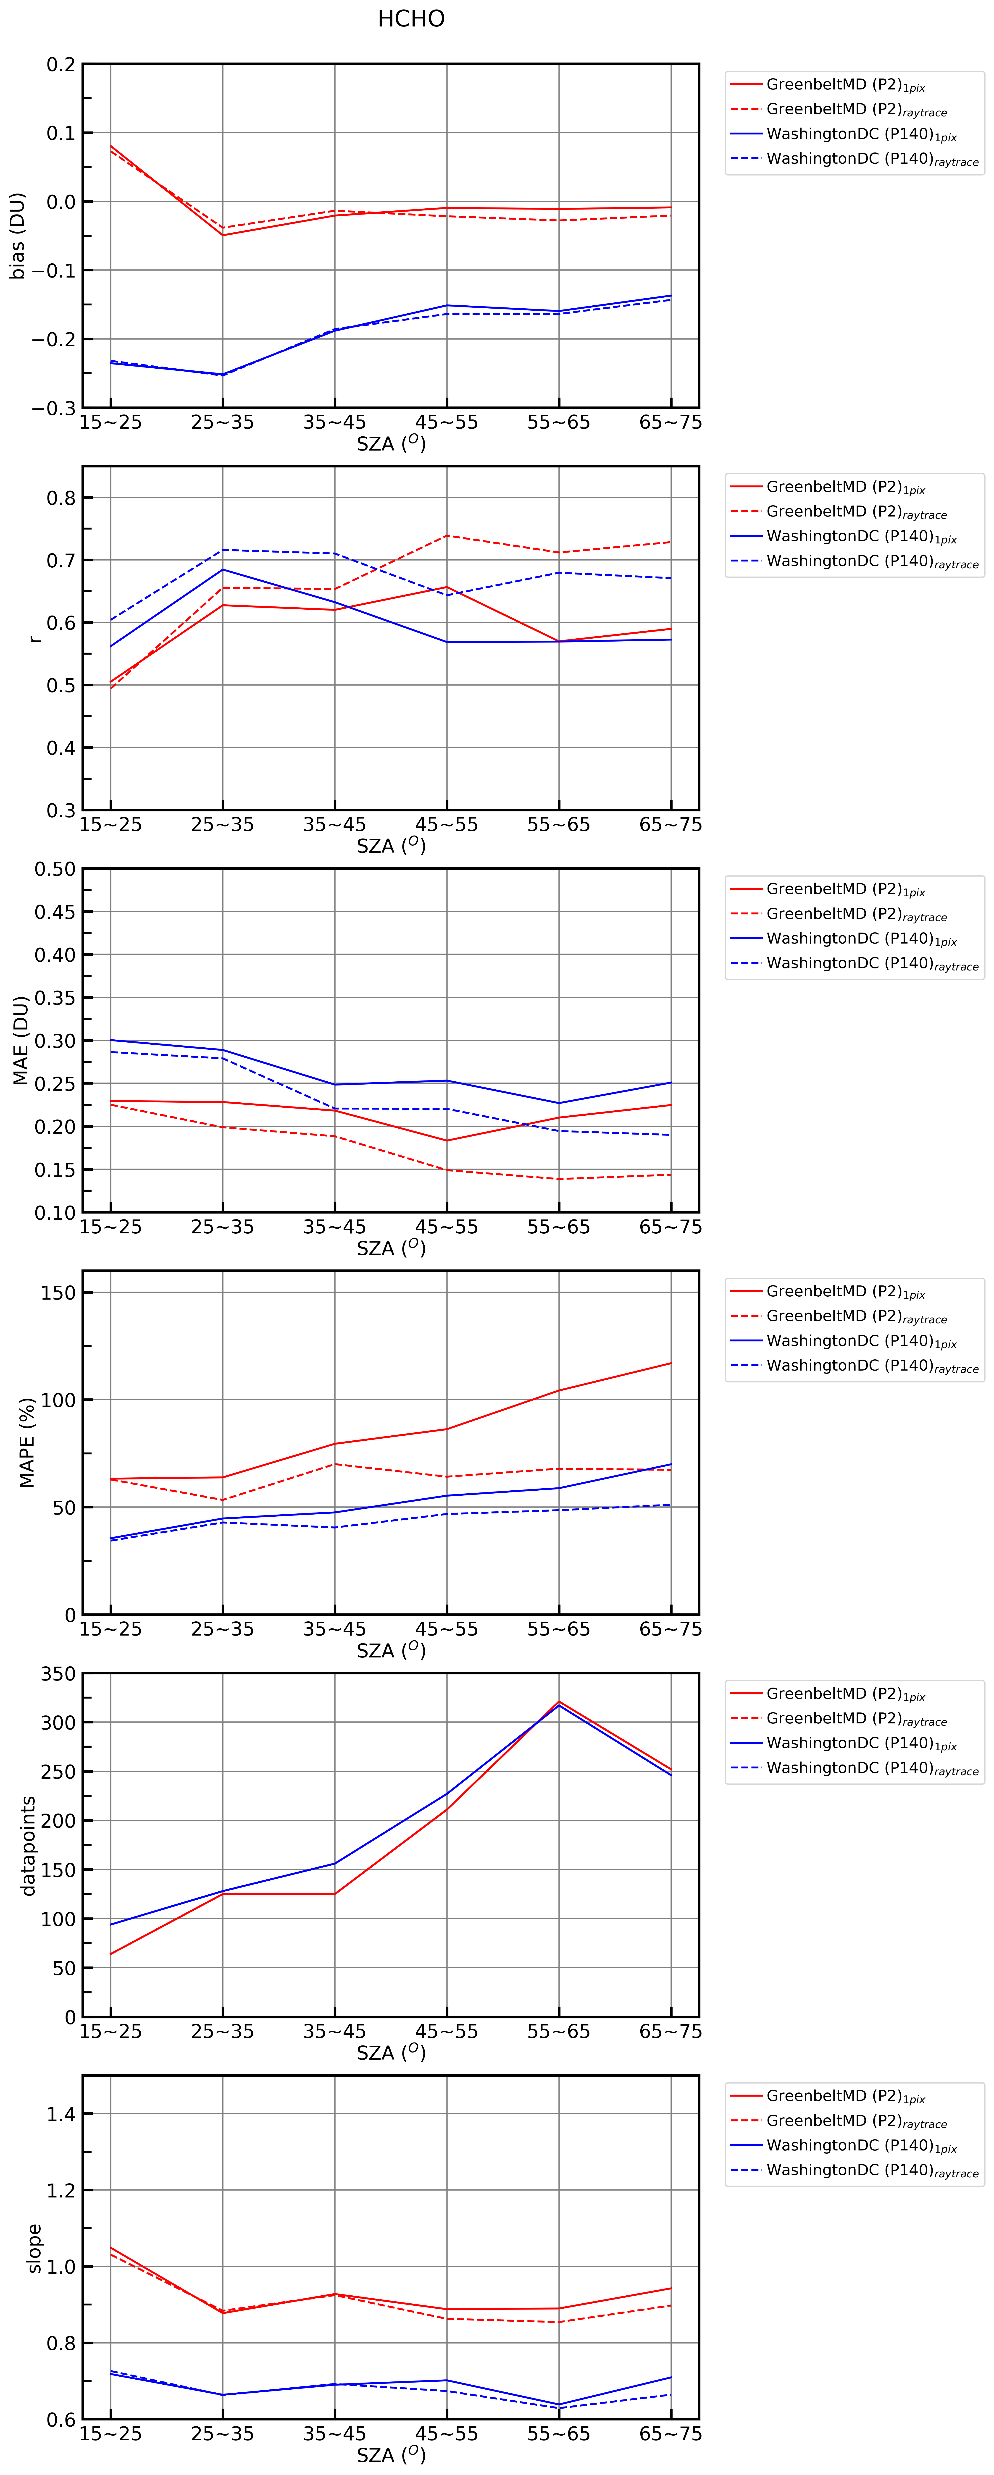 HCHO
0.2
0.1
0.0
−0.1
−0.2
−0.3
bias (DU)
15~25 25~35 35~45 45~55 55~65 65~75
SZA (O)
GreenbeltMD (P2)1pix
GreenbeltMD (P2)raytrace
WashingtonDC (P140)1pix
WashingtonDC (P140)raytrace
0.8
0.7
0.6
0.5
0.4
0.3
r
15~25 25~35 35~45 45~55 55~65 65~75
SZA (O)
GreenbeltMD (P2)1pix
GreenbeltMD (P2)raytrace
WashingtonDC (P140)1pix
WashingtonDC (P140)raytrace
0.50
0.45
0.40
0.35
0.30
0.25
0.20
0.15
0.10
MAE (DU)
15~25 25~35 35~45 45~55 55~65 65~75
SZA (O)
GreenbeltMD (P2)1pix
GreenbeltMD (P2)raytrace
WashingtonDC (P140)1pix
WashingtonDC (P140)raytrace
150
100
50
0
MAPE (%)
15~25 25~35 35~45 45~55 55~65 65~75
SZA (O)
GreenbeltMD (P2)1pix
GreenbeltMD (P2)raytrace
WashingtonDC (P140)1pix
WashingtonDC (P140)raytrace
350
300
250
200
150
100
50
0
datapoints
15~25 25~35 35~45 45~55 55~65 65~75
SZA (O)
GreenbeltMD (P2)1pix
GreenbeltMD (P2)raytrace
WashingtonDC (P140)1pix
WashingtonDC (P140)raytrace
1.4
1.2
1.0
0.8
0.6
slope
15~25 25~35 35~45 45~55 55~65 65~75
SZA (O)
GreenbeltMD (P2)1pix
GreenbeltMD (P2)raytrace
WashingtonDC (P140)1pix
WashingtonDC (P140)raytrace